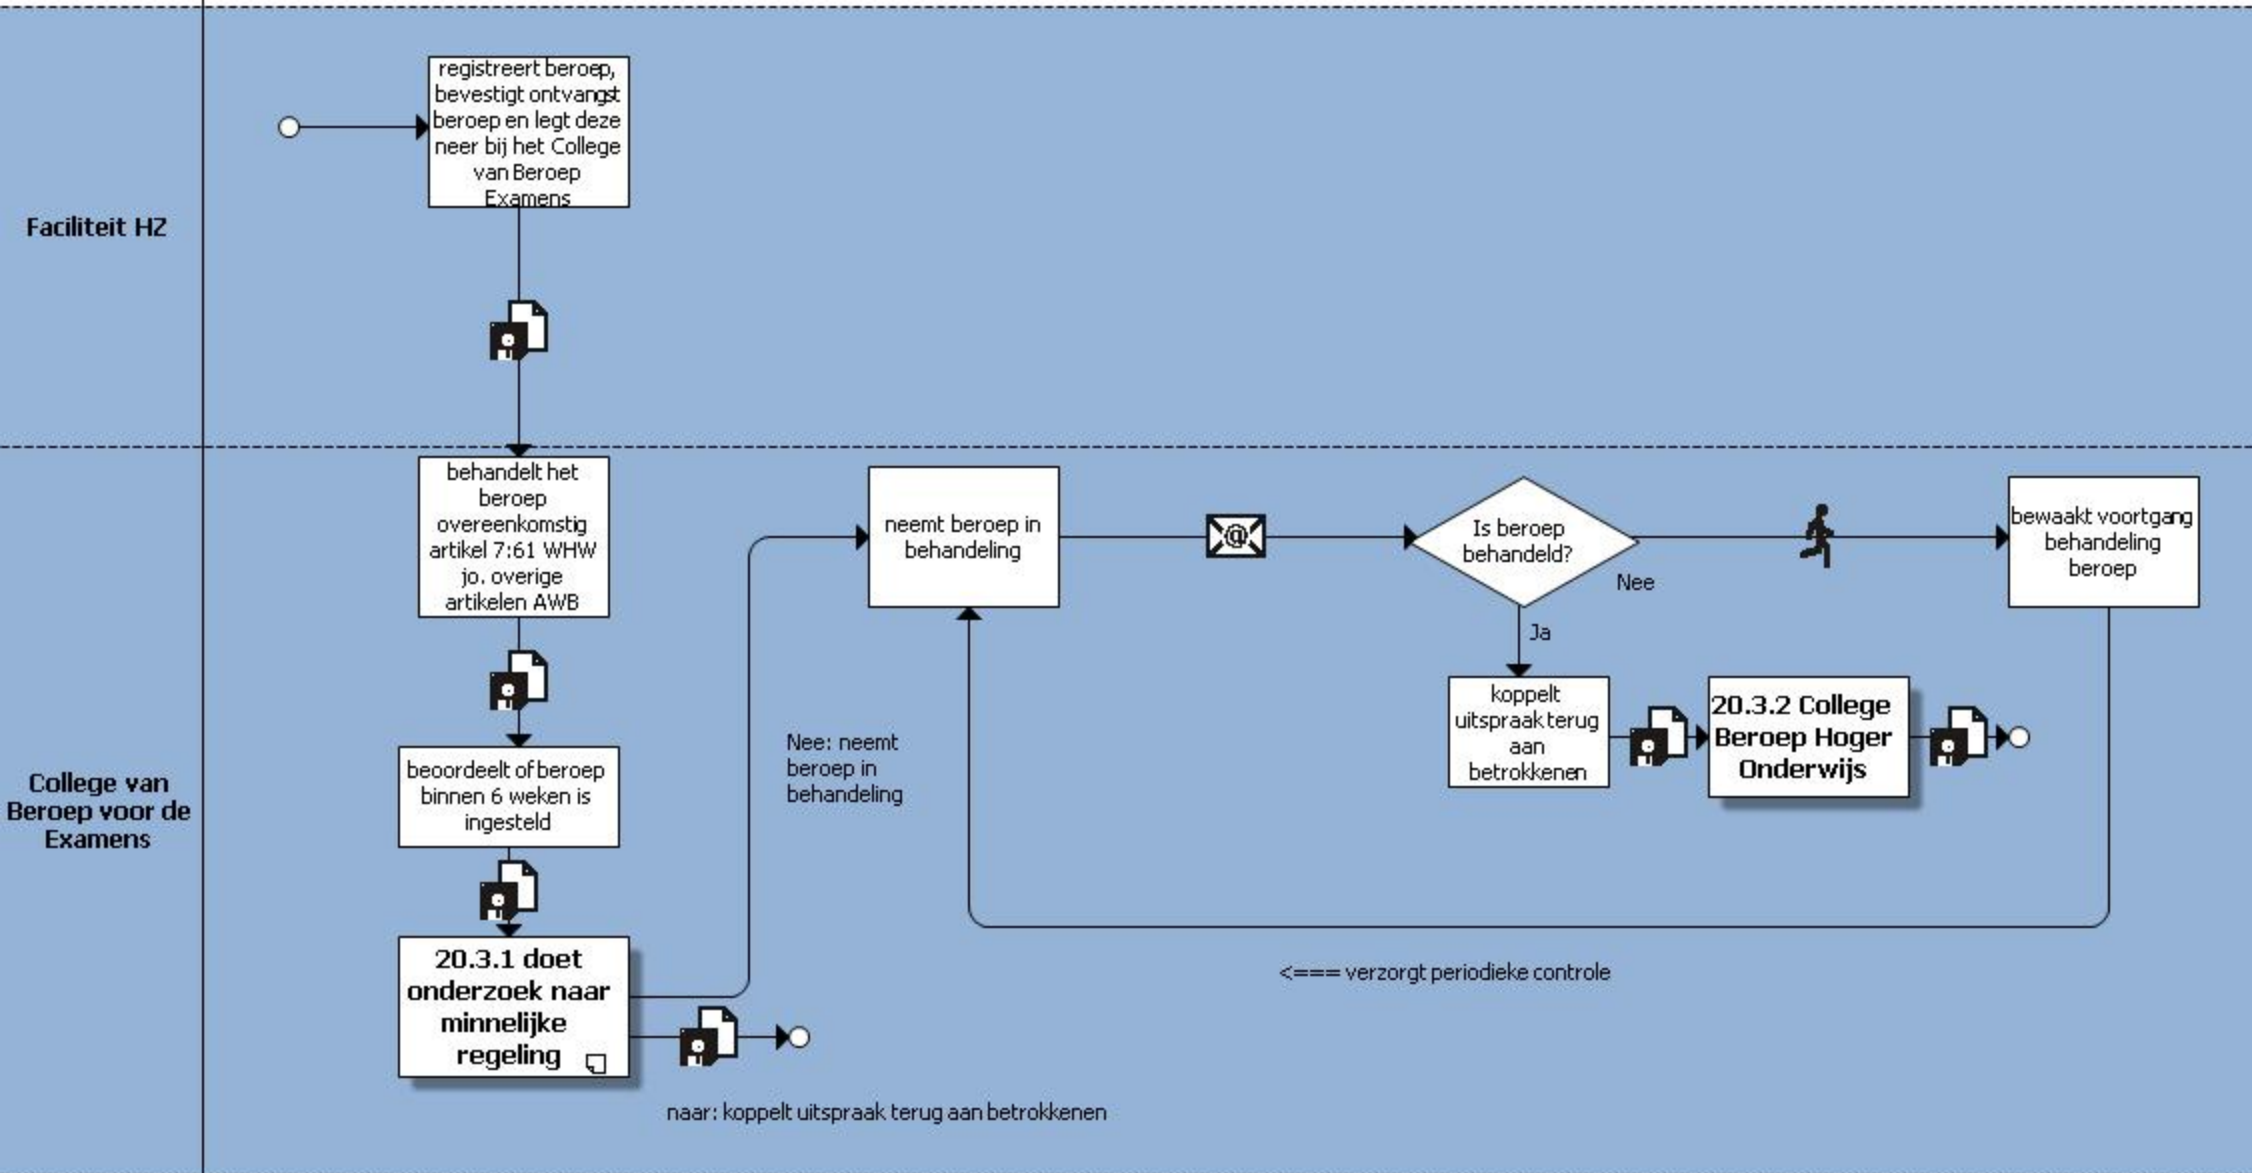 registreert beroep,
bevestigt ontvangst
beroep en legt deze
neer bij het College
van Beroep
Examens
Faciliteit HZ
behandelt het
beroep
overeenkomstig
artikel 7:61 WHW
jo. overige
artikelen AWB
neemt beroep in
behandeling
Is beroep
behandeld?
Nee
Ja
bewaakt voortgang
behandeling
beroep
koppelt
uitspraak terug
aan
betrokkenen
20.3.2 College
Beroep Hoger
Onderwijs
Nee: neemt
beroep in
behandeling
College van
Beroep voor de
Examens
beoordeelt of beroep
binnen 6 weken is
ingesteld
20.3.1 doet
onderzoek naar
minnelijke
regeling
<=== verzorgt periodieke controle
naar: koppelt uitspraak terug aan betrokkenen